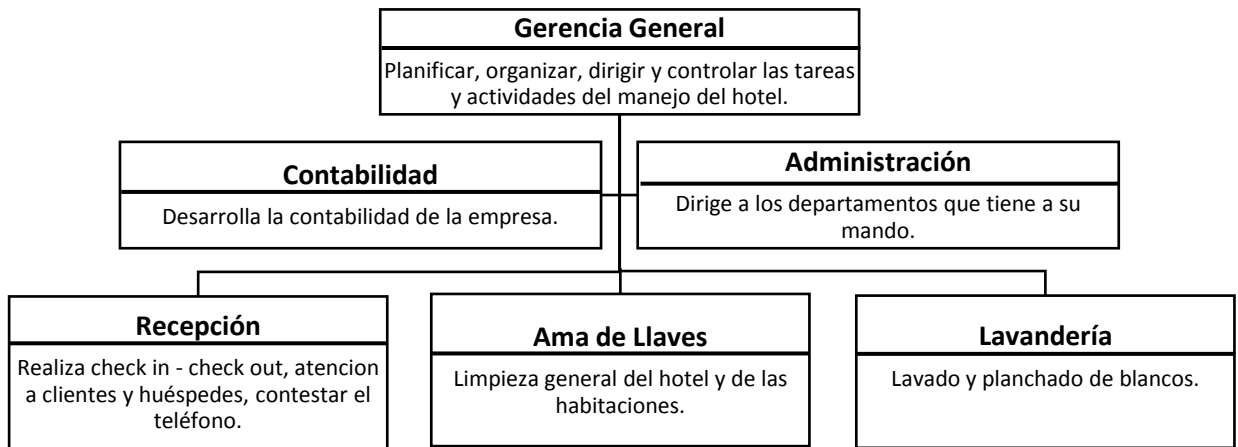 Gerencia General
Planificar, organizar, dirigir y controlar las tareas
y actividades del manejo del hotel.
Contabilidad
Desarrolla la contabilidad de la empresa.
Administración
Dirige a los departamentos que tiene a su
mando.
Recepción
Realiza check in - check out, atencion
a clientes y huéspedes, contestar el
teléfono.
Ama de Llaves
Limpieza general del hotel y de las
habitaciones.
Lavandería
Lavado y planchado de blancos.